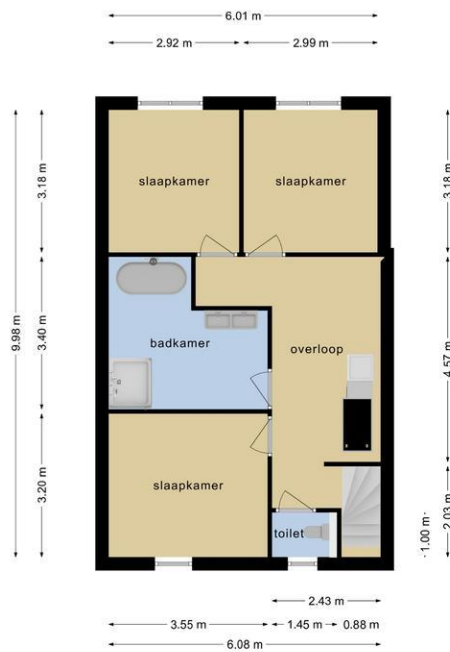 6.01 m
2.92 m
2.99 m
3.18 m
3.18 m
slaapkamer
slaapkamer
9.98 m
3.40 m
4.57 m
badkamer
overloop
3.20 m
slaapkamer
2.03 m
1.00 m
toilet
2.43 m
3.55 m
1.45 m
0.88 m
6.08 m